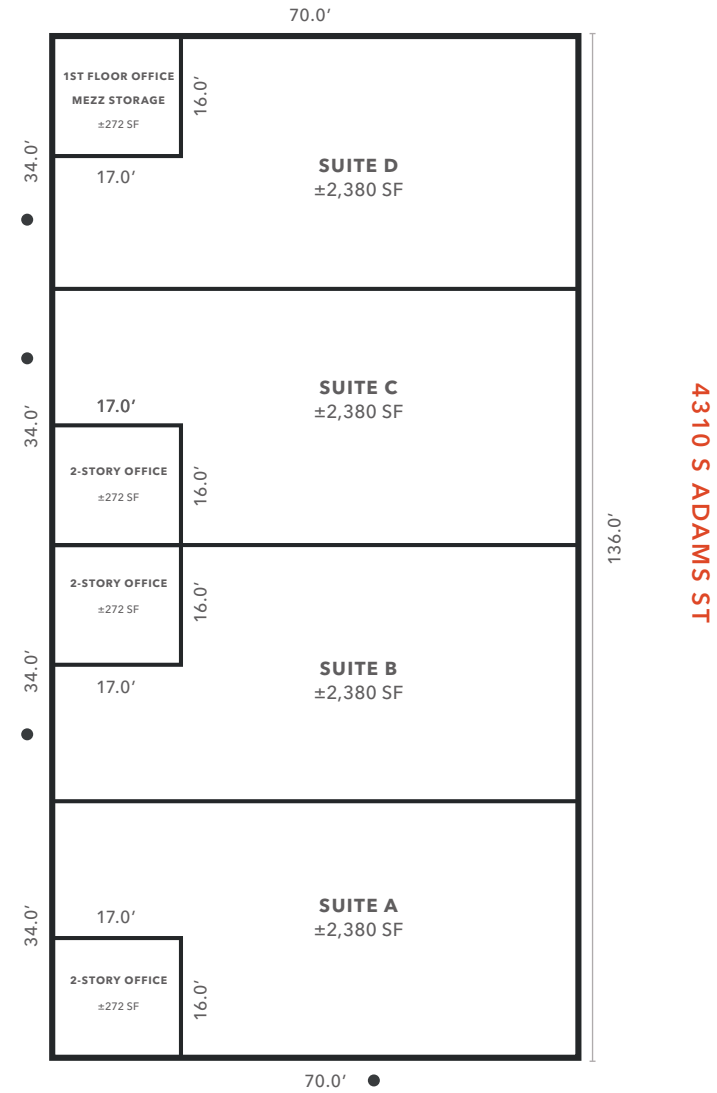 70.0'
1ST FLOOR OFFICE
MEZZ STORAGE
±272 SF
16.0'
34.0'
17.0'
SUITE D
±2,380 SF
SUITE C
±2,380 SF
17.0'
34.0'
2-STORY OFFICE
±272 SF
16.0'
4310 S ADAMS ST
136.0'
2-STORY OFFICE
±272 SF
16.0'
34.0'
17.0'
SUITE B
±2,380 SF
SUITE A
±2,380 SF
17.0'
34.0'
2-STORY OFFICE
±272 SF
16.0'
70.0'